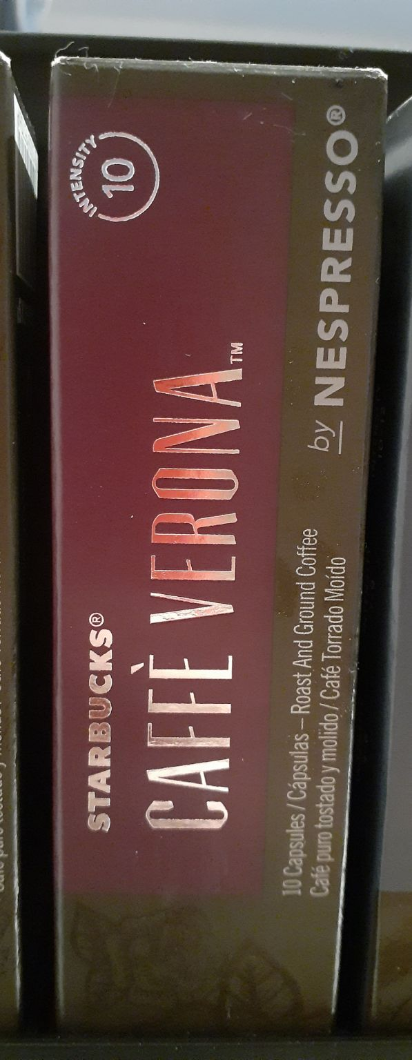 STARBUCKS®
CAFFÈ VERONA™
INTENSITY
10
10 Capsules / Cápsulas – Roast And Ground Coffee
Café puro tostado y molido / Café Torrado Moído
by NESPRESSO®